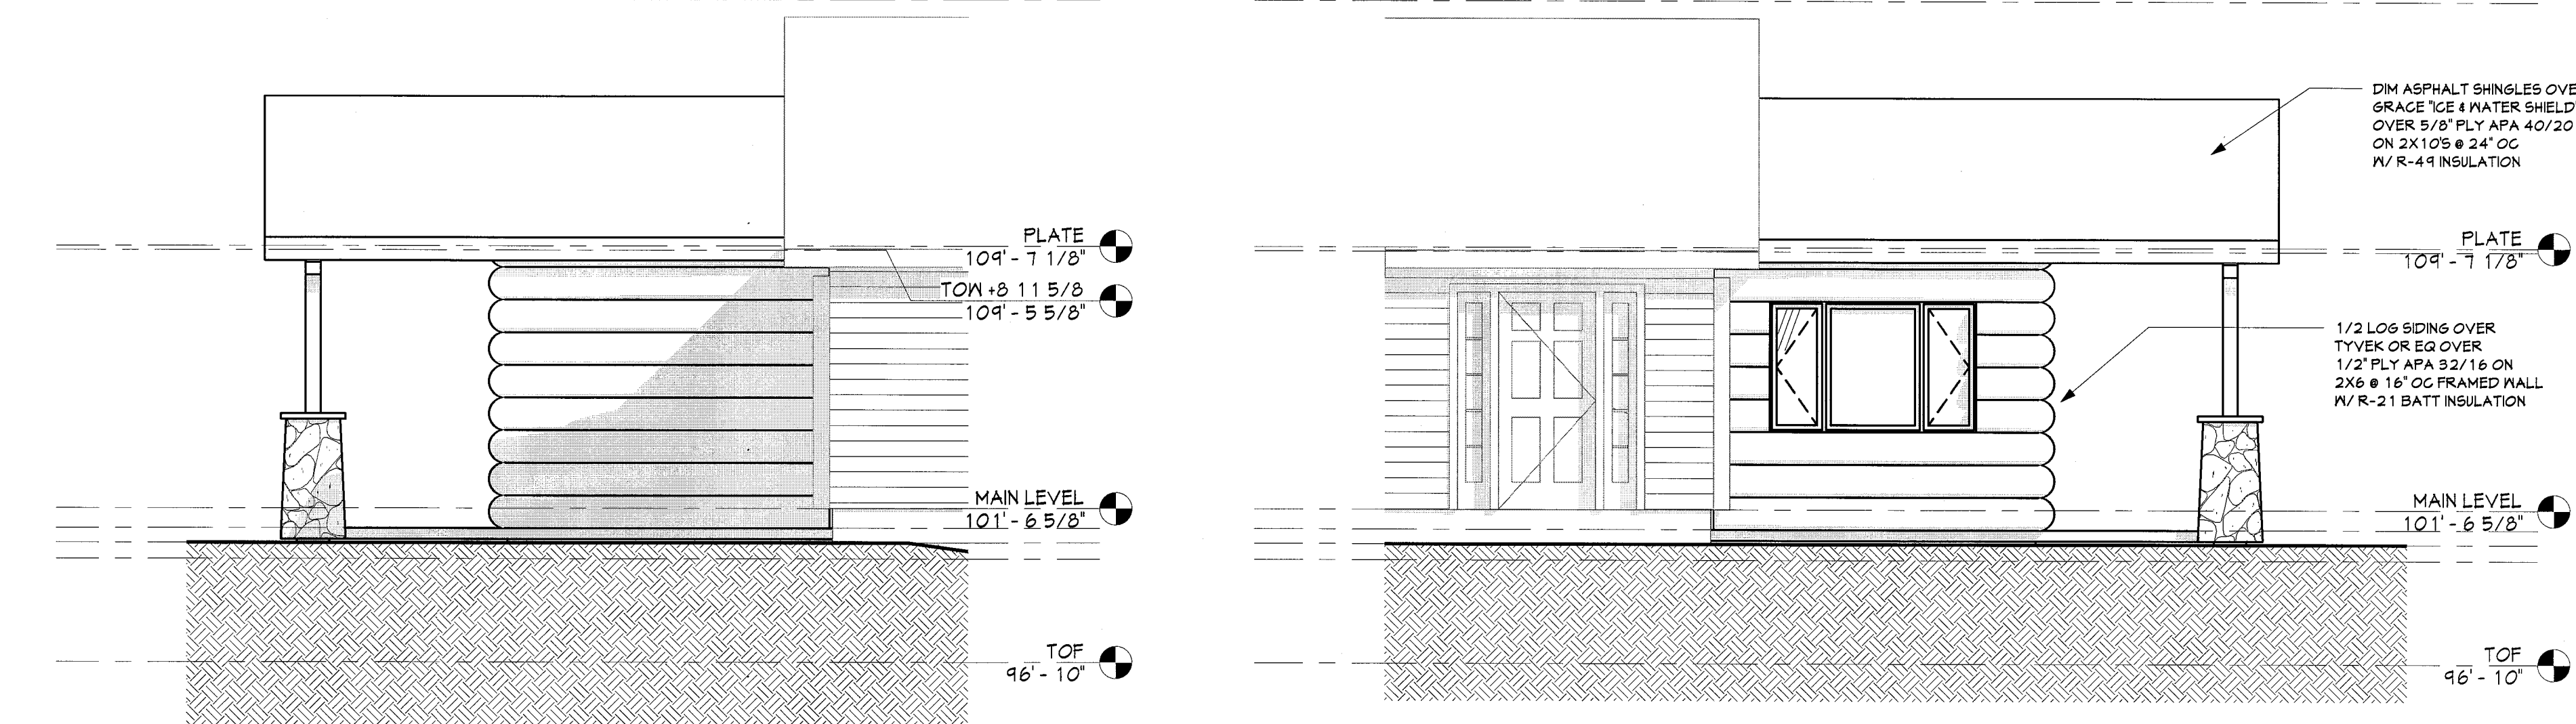 PLATE
109' - 7 1/8"
TOW +8 11 5/8
109' - 5 5/8"
MAIN LEVEL
101' - 6 5/8"
TOF
96' - 10"
DIM ASPHALT SHINGLES OVE
GRACE "ICE & WATER SHIELD"
OVER 5/8" PLY APA 40/20
ON 2X10'S @ 24" OC
W/ R-49 INSULATION
PLATE
109' - 7 1/8"
1/2 LOG SIDING OVER
TYVEK OR EQ OVER
1/2" PLY APA 32/16 ON
2X6 @ 16" OC FRAMED WALL
W/ R-21 BATT INSULATION
MAIN LEVEL
101' - 6 5/8"
TOF
96' - 10"